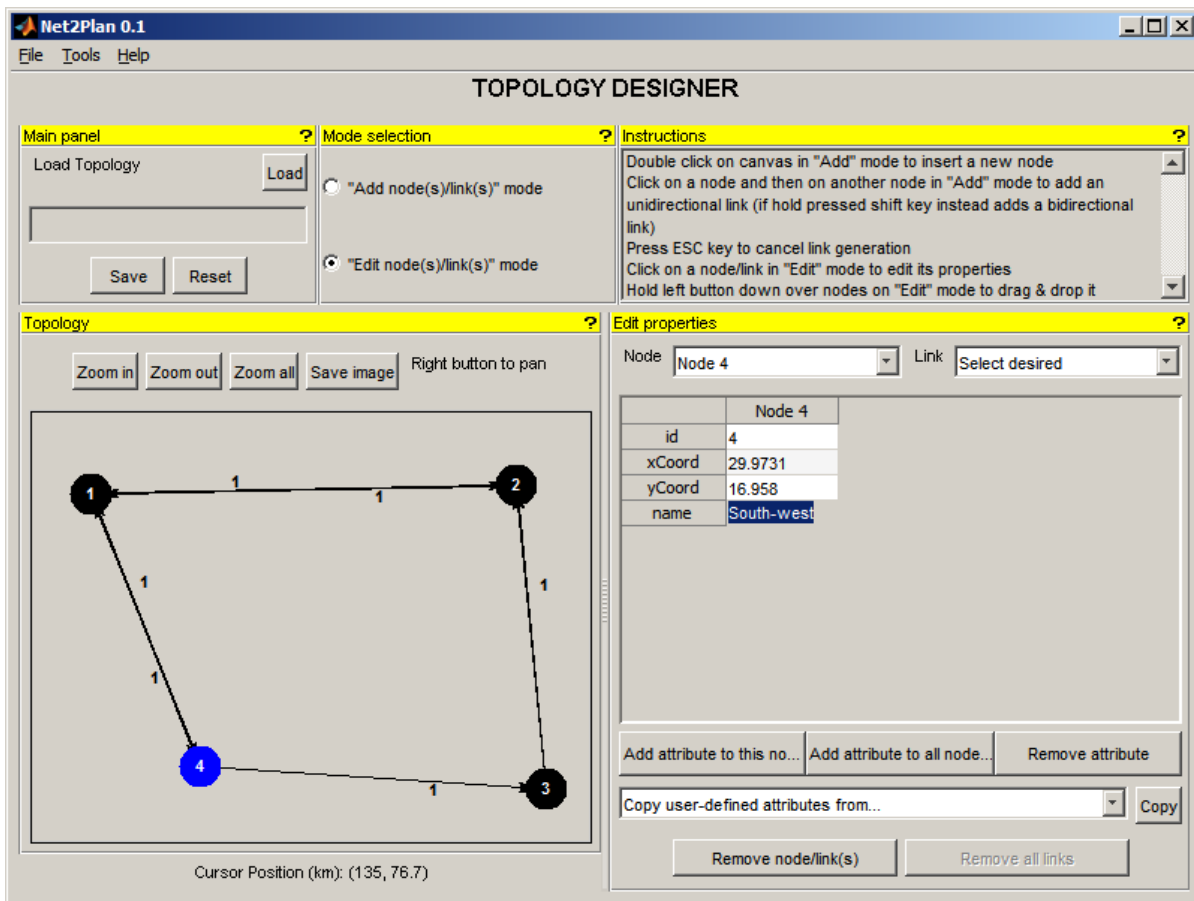 Net2Plan 0.1
File Tools Help
TOPOLOGY DESIGNER
Main panel ?
Load Topology
Load
Save Reset
Mode selection ?
"Add node(s)/link(s)" mode
"Edit node(s)/link(s)" mode
Instructions ?
Double click on canvas in "Add" mode to insert a new node
Click on a node and then on another node in "Add" mode to add an
unidirectional link (if hold pressed shift key instead adds a bidirectional
link)
Press ESC key to cancel link generation
Click on a node/link in "Edit" mode to edit its properties
Hold left button down over nodes on "Edit" mode to drag & drop it
Topology ?
Zoom in Zoom out Zoom all Save image Right button to pan
1 1 1 2
1 1
1
4 1 3
Cursor Position (km): (135, 76.7)
Edit properties ?
Node Node 4 Link Select desired
Node 4
id 4
xCoord 29.9731
yCoord 16.958
name South-west
Add attribute to this no... Add attribute to all node... Remove attribute
Copy user-defined attributes from... Copy
Remove node/link(s) Remove all links